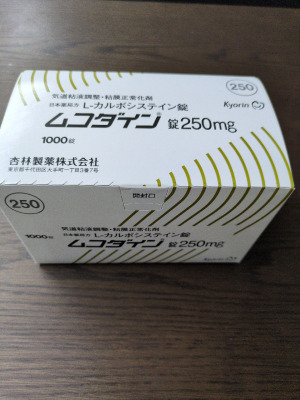 250
気道粘液調整・粘膜正常化剤
日本薬局方 L-カルボシステイン錠
ムコダイン®錠250mg
1000錠
Kyorin
杏林製薬株式会社
東京都千代田区大手町一丁目3番7号
開封口
250
気道粘液調整・粘膜正常化剤
日本薬局方 L-カルボシステイン錠
1000錠
ムコダイン®錠250mg
Kyorin